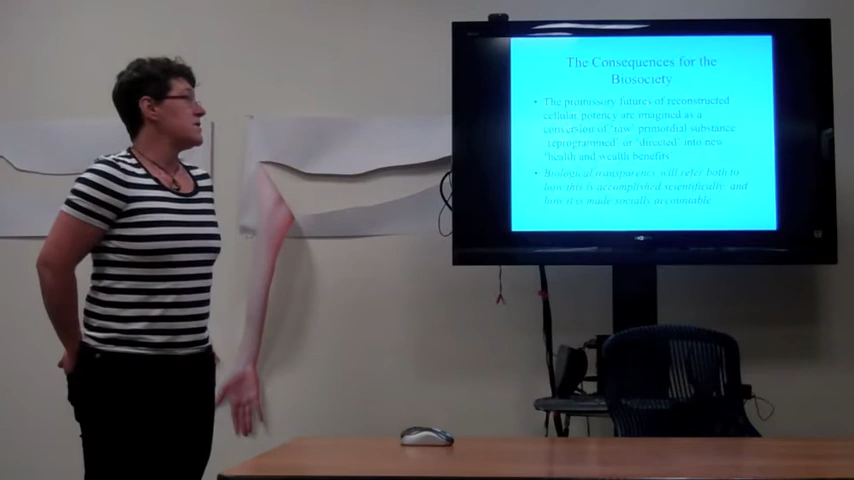 The Consequences for the
Biosociety
• The promissory futures of reconstructed
cellular potency are imagined as a
conversion of 'raw' primordial substance
'reprogrammed' or 'directed' into new
'health and wealth benefits'
• Biological transparency will refer both to
how this is accomplished scientifically, and
how it is made socially accountable